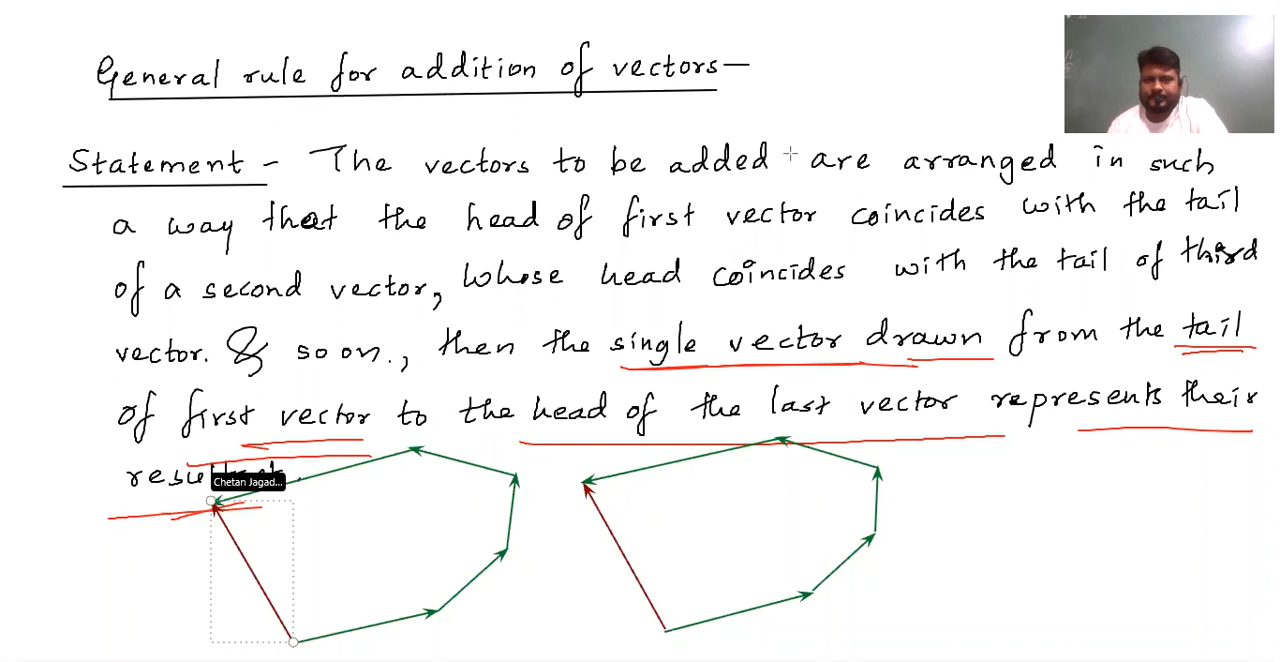 General rule for addition of vectors—
Statement - The vectors to be added are arranged in such
a way that the head of first vector coincides with the tail
of a second vector, whose head coincides with the tail of third
vector. & so on., then the single vector drawn from the tail
of first vector to the head of the last vector represents their
Chetan Jagad...